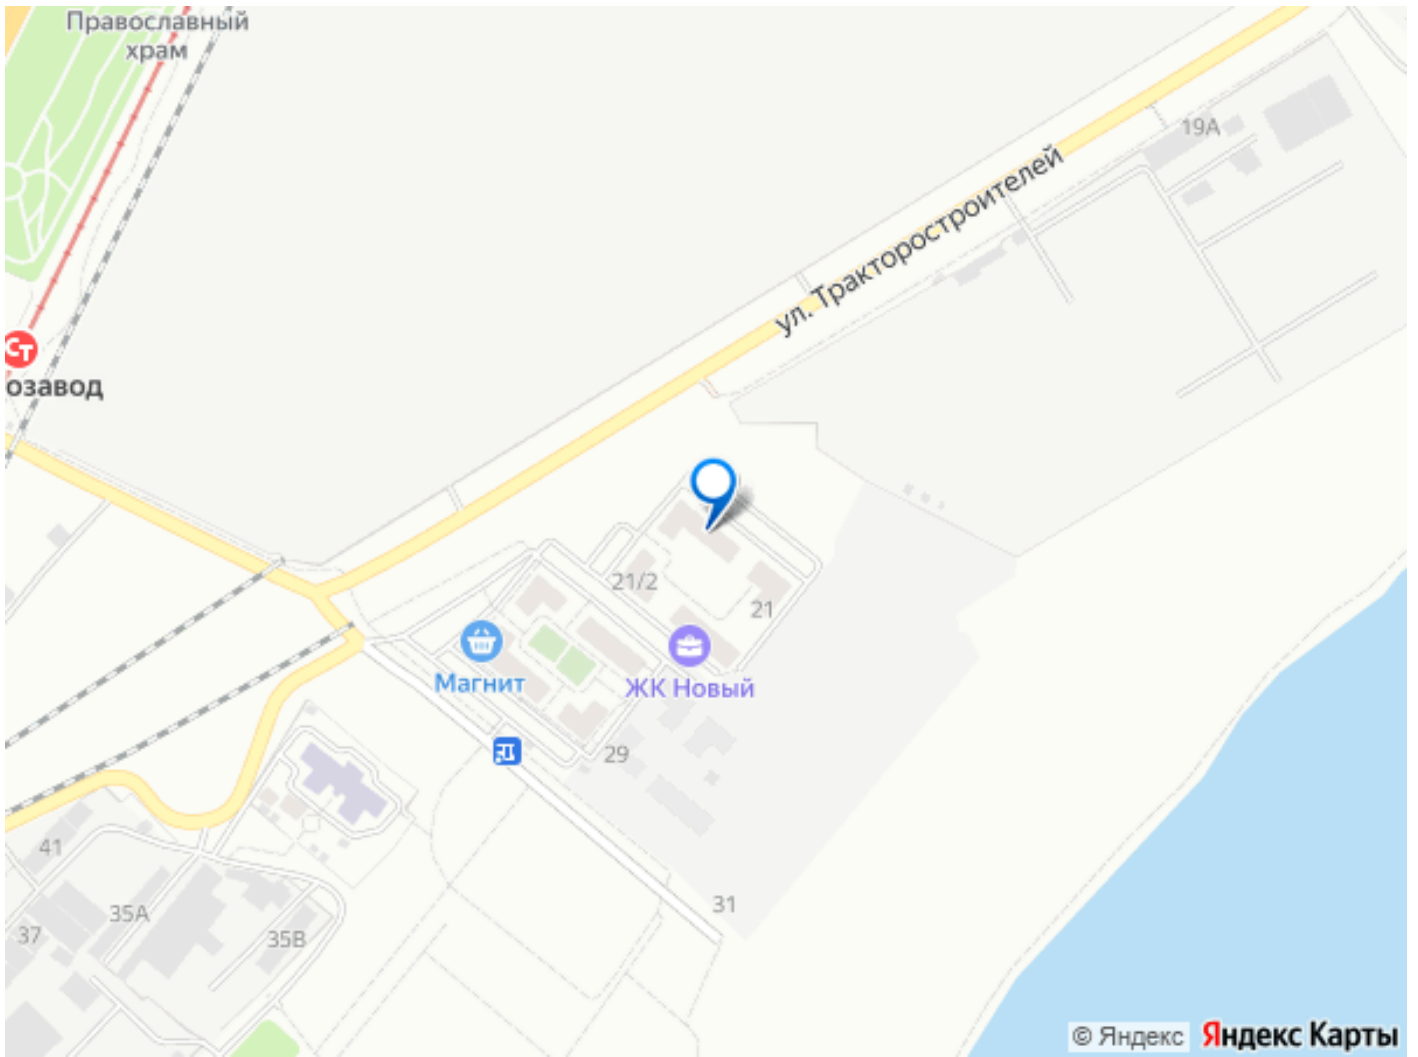 Православный
храм
19А
ул. Тракторостроителей
озавод
21/2
21
Магнит
ЖК Новый
29
41
31
35А
37
35В
© Яндекс
Яндекс Карты